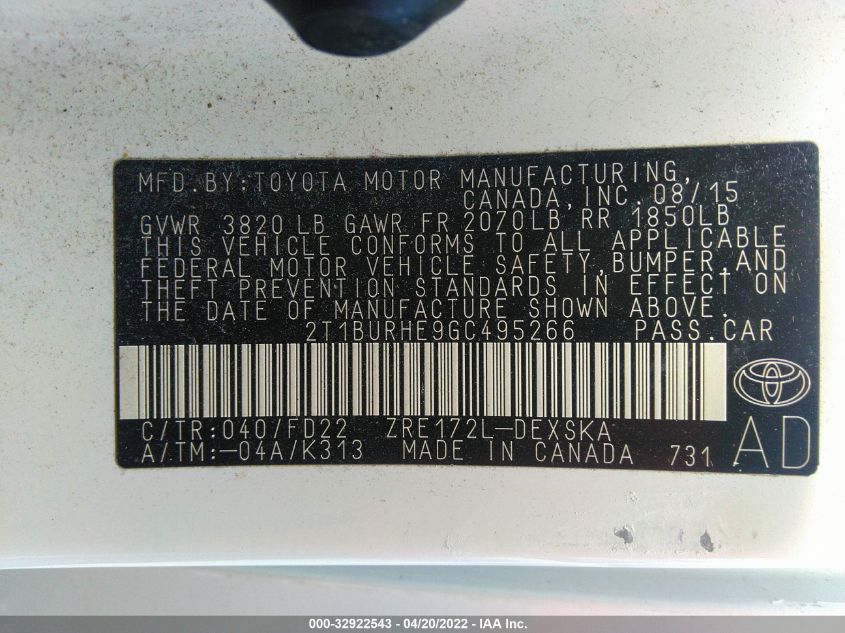 MFD.BY:TOYOTA MOTOR MANUFACTURING,
CANADA,INC. 08/15
GVWR 3820 LB GAWR FR 2070LB RR 1850LB
THIS VEHICLE CONFORMS TO ALL APPLICABLE
FEDERAL MOTOR VEHICLE SAFETY,BUMPER,AND
THEFT PREVENTION STANDARDS IN EFFECT ON
THE DATE OF MANUFACTURE SHOWN ABOVE.
2T1BURHE9GC495266 PASS.CAR
C/TR:040/FD22 ZRE172L-DEXSKA
A/TM:-04A/K313 MADE IN CANADA 731 AD
000-32922543 - 04/20/2022 - IAA Inc.